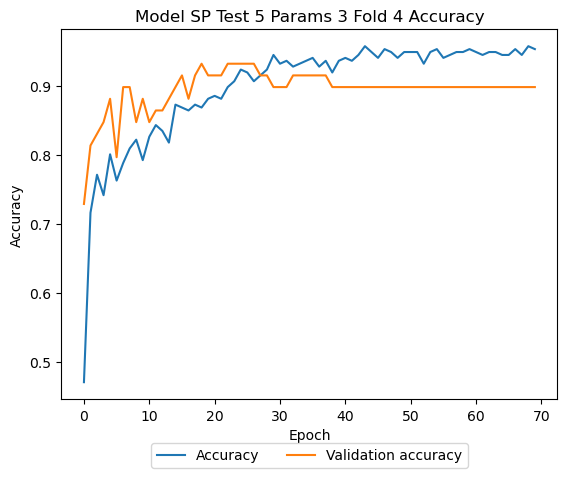 Model SP Test 5 Params 3 Fold 4 Accuracy
Accuracy
0.9
0.8
0.7
0.6
0.5
0 10 20 30 40 50 60 70
Epoch
Accuracy Validation accuracy